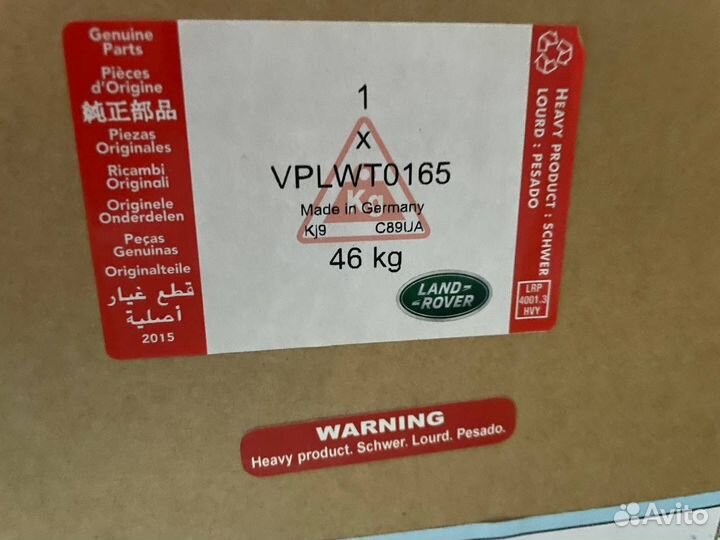 Genuine
Parts
Pièces
d'Origine
純正部品
Piezas
Originales
Ricambi
Originali
Originele
Onderdelen
Peças
Genuinas
Originalteile
قطع غيار
أصلية
2015
1
x
VPLWT0165
Kg
Made in Germany
Kj9 C89UA
46 kg
LAND-
-ROVER
HEAVY PRODUCT : SCHWER
LOURD : PESADO
LRP
4001.3
HVY
WARNING
Heavy product. Schwer. Lourd. Pesado.
Avito